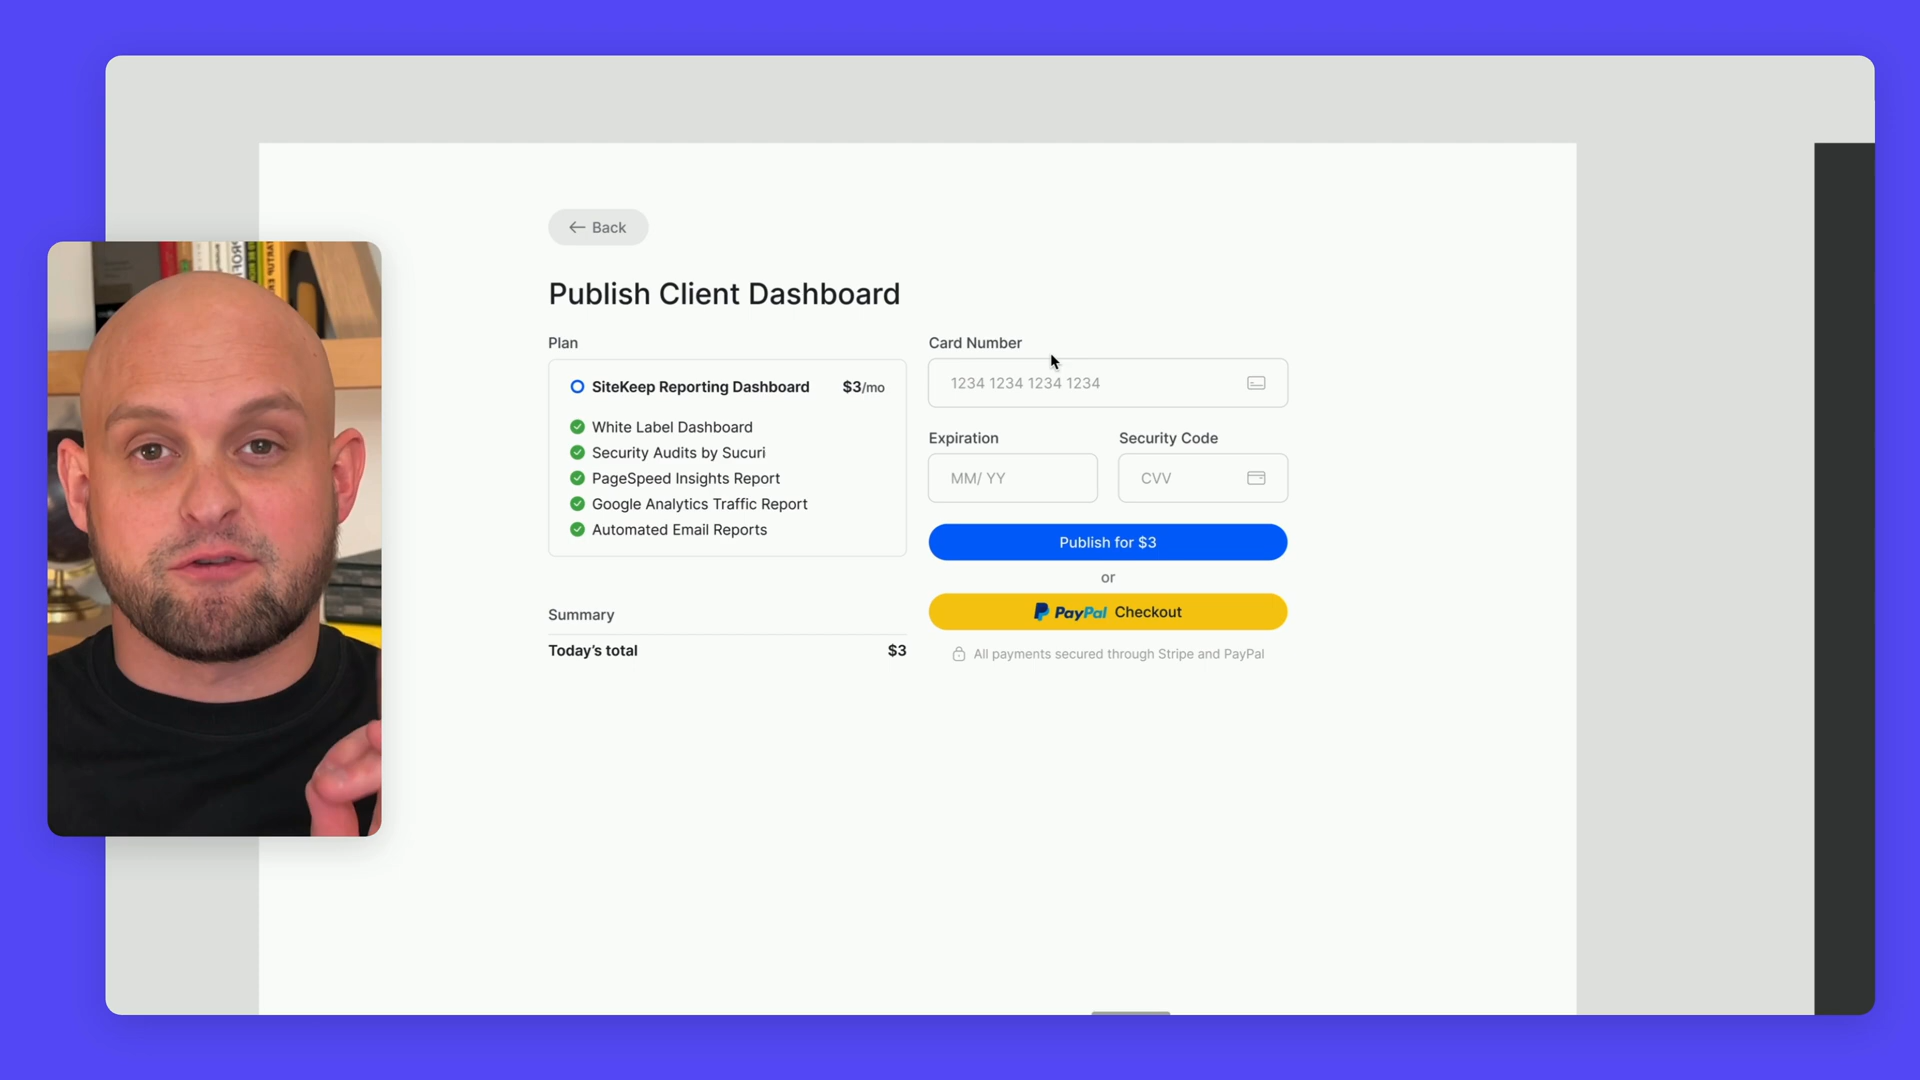 ← Back
Publish Client Dashboard
Plan
SiteKeep Reporting Dashboard $3/mo
White Label Dashboard
Security Audits by Sucuri
PageSpeed Insights Report
Google Analytics Traffic Report
Automated Email Reports
Summary
Today’s total $3
Card Number
1234 1234 1234 1234
Expiration
MM/ YY
Security Code
CVV
Publish for $3
or
PayPal Checkout
All payments secured through Stripe and PayPal